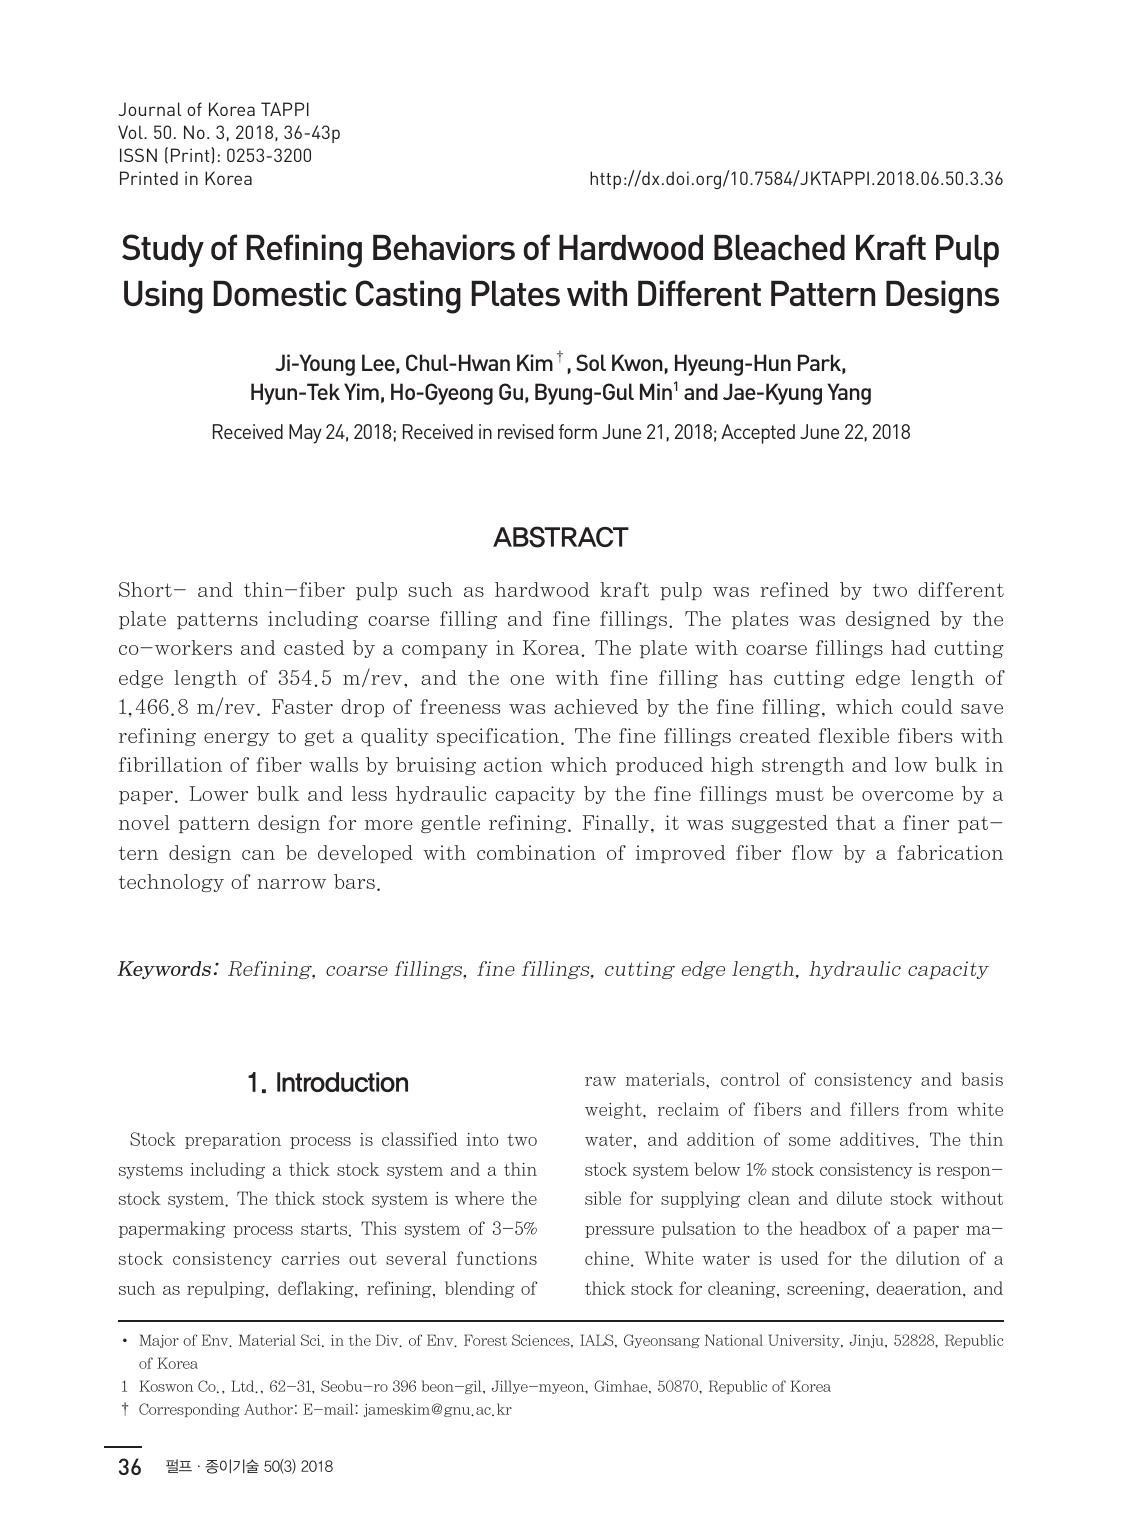 Journal of Korea TAPPI
Vol. 50. No. 3, 2018, 36-43p
ISSN (Print): 0253-3200
Printed in Korea
http://dx.doi.org/10.7584/JKTAPPI.2018.06.50.3.36
Study of Refining Behaviors of Hardwood Bleached Kraft Pulp
Using Domestic Casting Plates with Different Pattern Designs
Ji-Young Lee, Chul-Hwan Kim†, Sol Kwon, Hyeung-Hun Park,
Hyun-Tek Yim, Ho-Gyeong Gu, Byung-Gul Min¹ and Jae-Kyung Yang
Received May 24, 2018; Received in revised form June 21, 2018; Accepted June 22, 2018
ABSTRACT
Short- and thin-fiber pulp such as hardwood kraft pulp was refined by two different
plate patterns including coarse filling and fine fillings. The plates was designed by the
co-workers and casted by a company in Korea. The plate with coarse fillings had cutting
edge length of 354.5 m/rev, and the one with fine filling has cutting edge length of
1,466.8 m/rev. Faster drop of freeness was achieved by the fine filling, which could save
refining energy to get a quality specification. The fine fillings created flexible fibers with
fibrillation of fiber walls by bruising action which produced high strength and low bulk in
paper. Lower bulk and less hydraulic capacity by the fine fillings must be overcome by a
novel pattern design for more gentle refining. Finally, it was suggested that a finer pat-
tern design can be developed with combination of improved fiber flow by a fabrication
technology of narrow bars.
Keywords: Refining, coarse fillings, fine fillings, cutting edge length, hydraulic capacity
1. Introduction
Stock preparation process is classified into two
systems including a thick stock system and a thin
stock system. The thick stock system is where the
papermaking process starts. This system of 3-5%
stock consistency carries out several functions
such as repulping, deflaking, refining, blending of
raw materials, control of consistency and basis
weight, reclaim of fibers and fillers from white
water, and addition of some additives. The thin
stock system below 1% stock consistency is respon-
sible for supplying clean and dilute stock without
pressure pulsation to the headbox of a paper ma-
chine. White water is used for the dilution of a
thick stock for cleaning, screening, deaeration, and
• Major of Env. Material Sci. in the Div. of Env. Forest Sciences, IALS, Gyeonsang National University, Jinju, 52828, Republic
of Korea
1 Koswon Co., Ltd., 62-31, Seobu-ro 396 beon-gil, Jillye-myeon, Gimhae, 50870, Republic of Korea
† Corresponding Author: E-mail: jameskim@gnu.ac.kr
36 펄프·종이기술 50(3) 2018